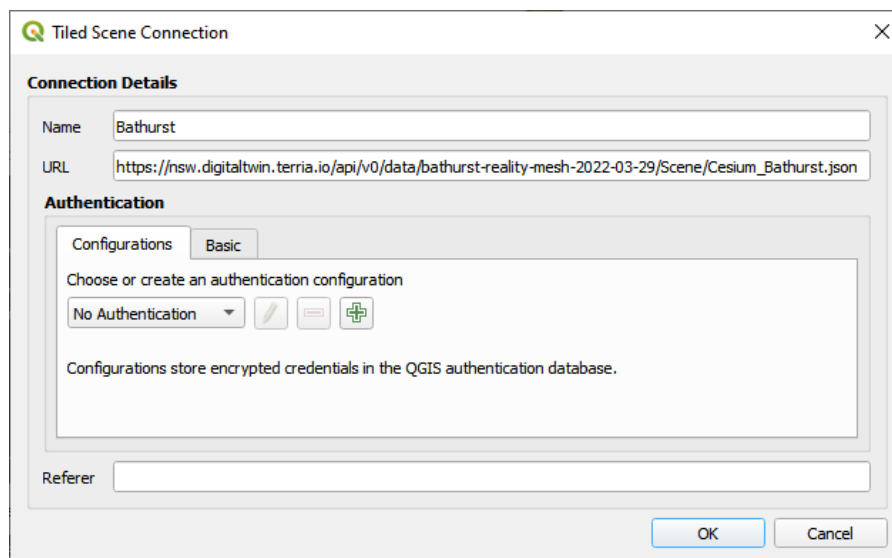 Tiled Scene Connection
Connection Details
Name Bathurst
URL https://nsw.digitaltwin.terria.io/api/v0/data/bathurst-reality-mesh-2022-03-29/Scene/Cesium_Bathurst.json
Authentication
Configurations Basic
Choose or create an authentication configuration
No Authentication
Configurations store encrypted credentials in the QGIS authentication database.
Referer
OK Cancel